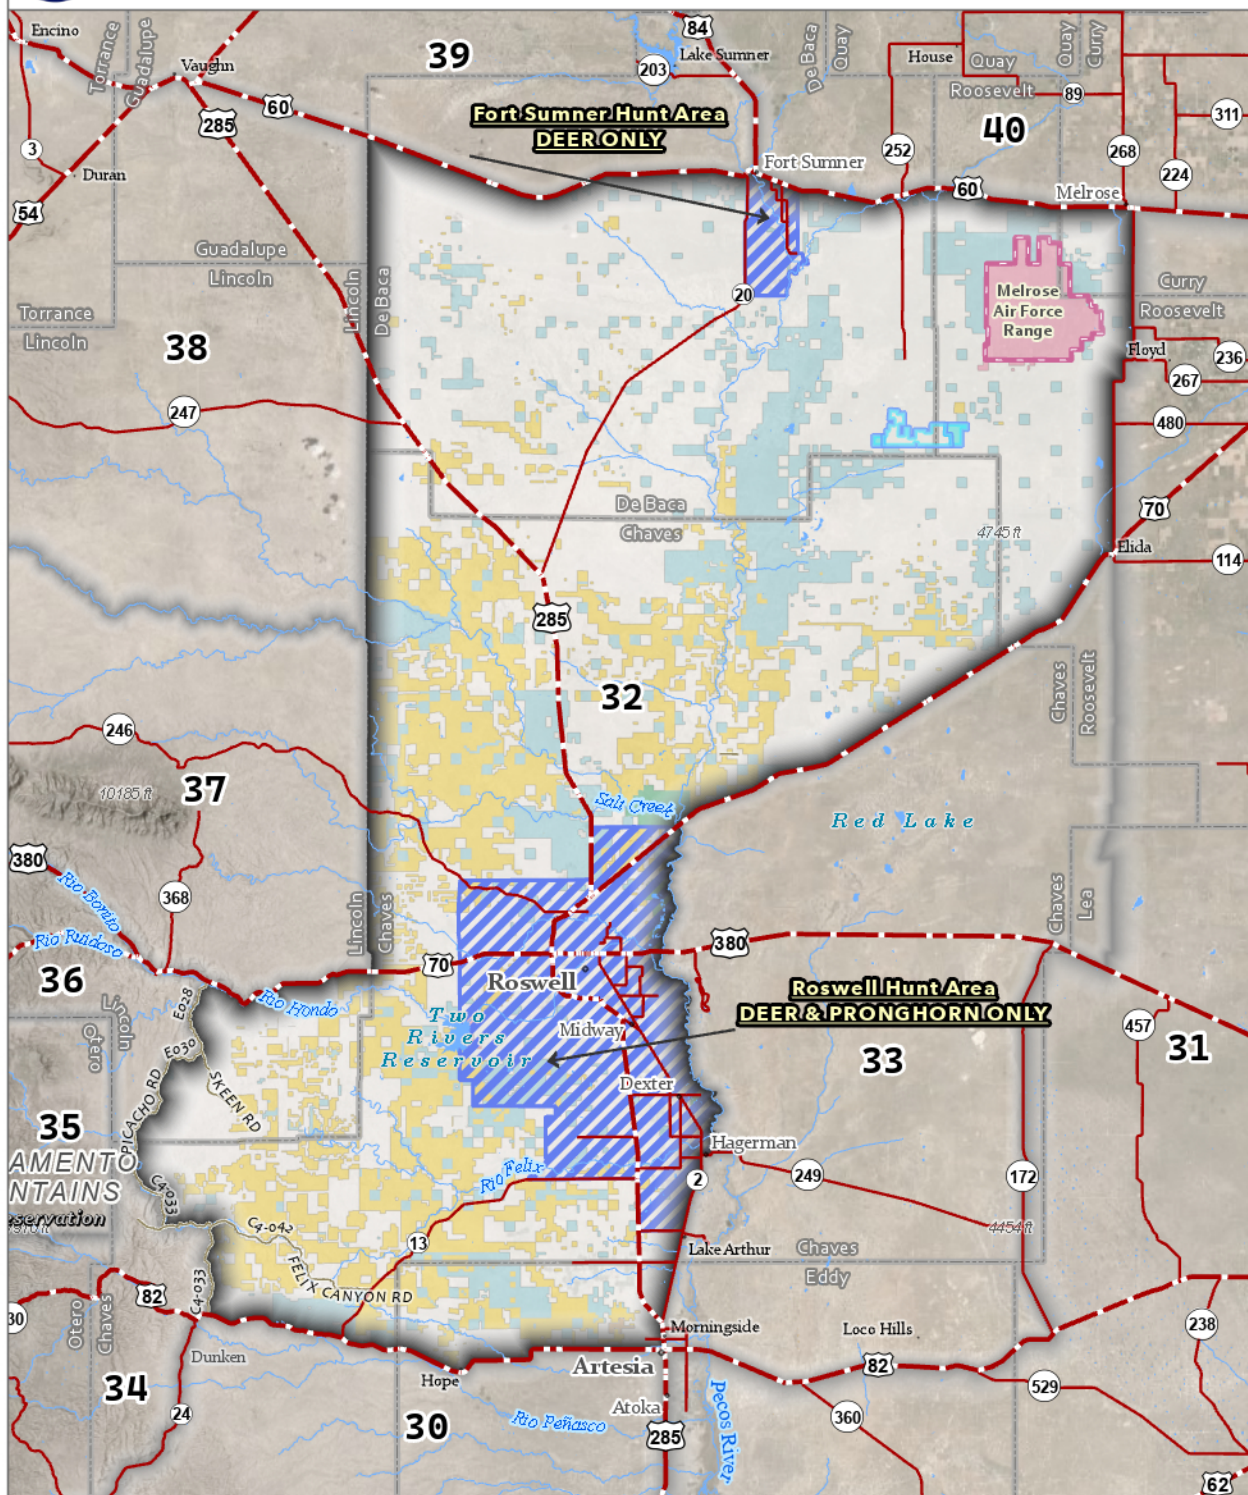 Encino
Torrance
Guadalupe
Vaughn
39
84
Lake Sumner
203
De Baca
Quay
House
Quay
Quay
Curry
Roosevelt
89
311
60
285
Fort Sumner Hunt Area
DEER ONLY
40
3
Duran
Fort Sumner
252
268
224
54
60
Melrose
Guadalupe
Lincoln
Lincoln
De Baca
20
Melrose
Air Force
Range
Curry
Roosevelt
Torrance
Lincoln
38
Floyd
236
267
247
480
De Baca
Chaves
70
4745 ft
Elida
114
285
32
Chaves
Roosevelt
246
37
10185 ft
Salt Creek
Red Lake
380
Rio Bonito
368
Rio Ruidoso
Lincoln
Chaves
Chaves
Lea
31
70
380
36
Roswell
Roswell Hunt Area
DEER & PRONGHORN ONLY
Rio Hondo
E028
Lincoln
Otero
Two
Rivers
Reservoir
Midway
457
31
E030
33
SKEEN RD
PICACHO RD
Dexter
35
AMENTO
NTAINS
Hagerman
Rio Felix
2
249
172
C4-033
eservation
C4-042
13
4454 ft
FELIX CANYON RD
Lake Arthur
Chaves
Eddy
C4-033
82
30
Otero
Chaves
Morningside
Loco Hills
238
Dunken
Artesia
82
34
Hope
529
24
30
Rio Peñasco
Atoka
285
Pecos River
360
62